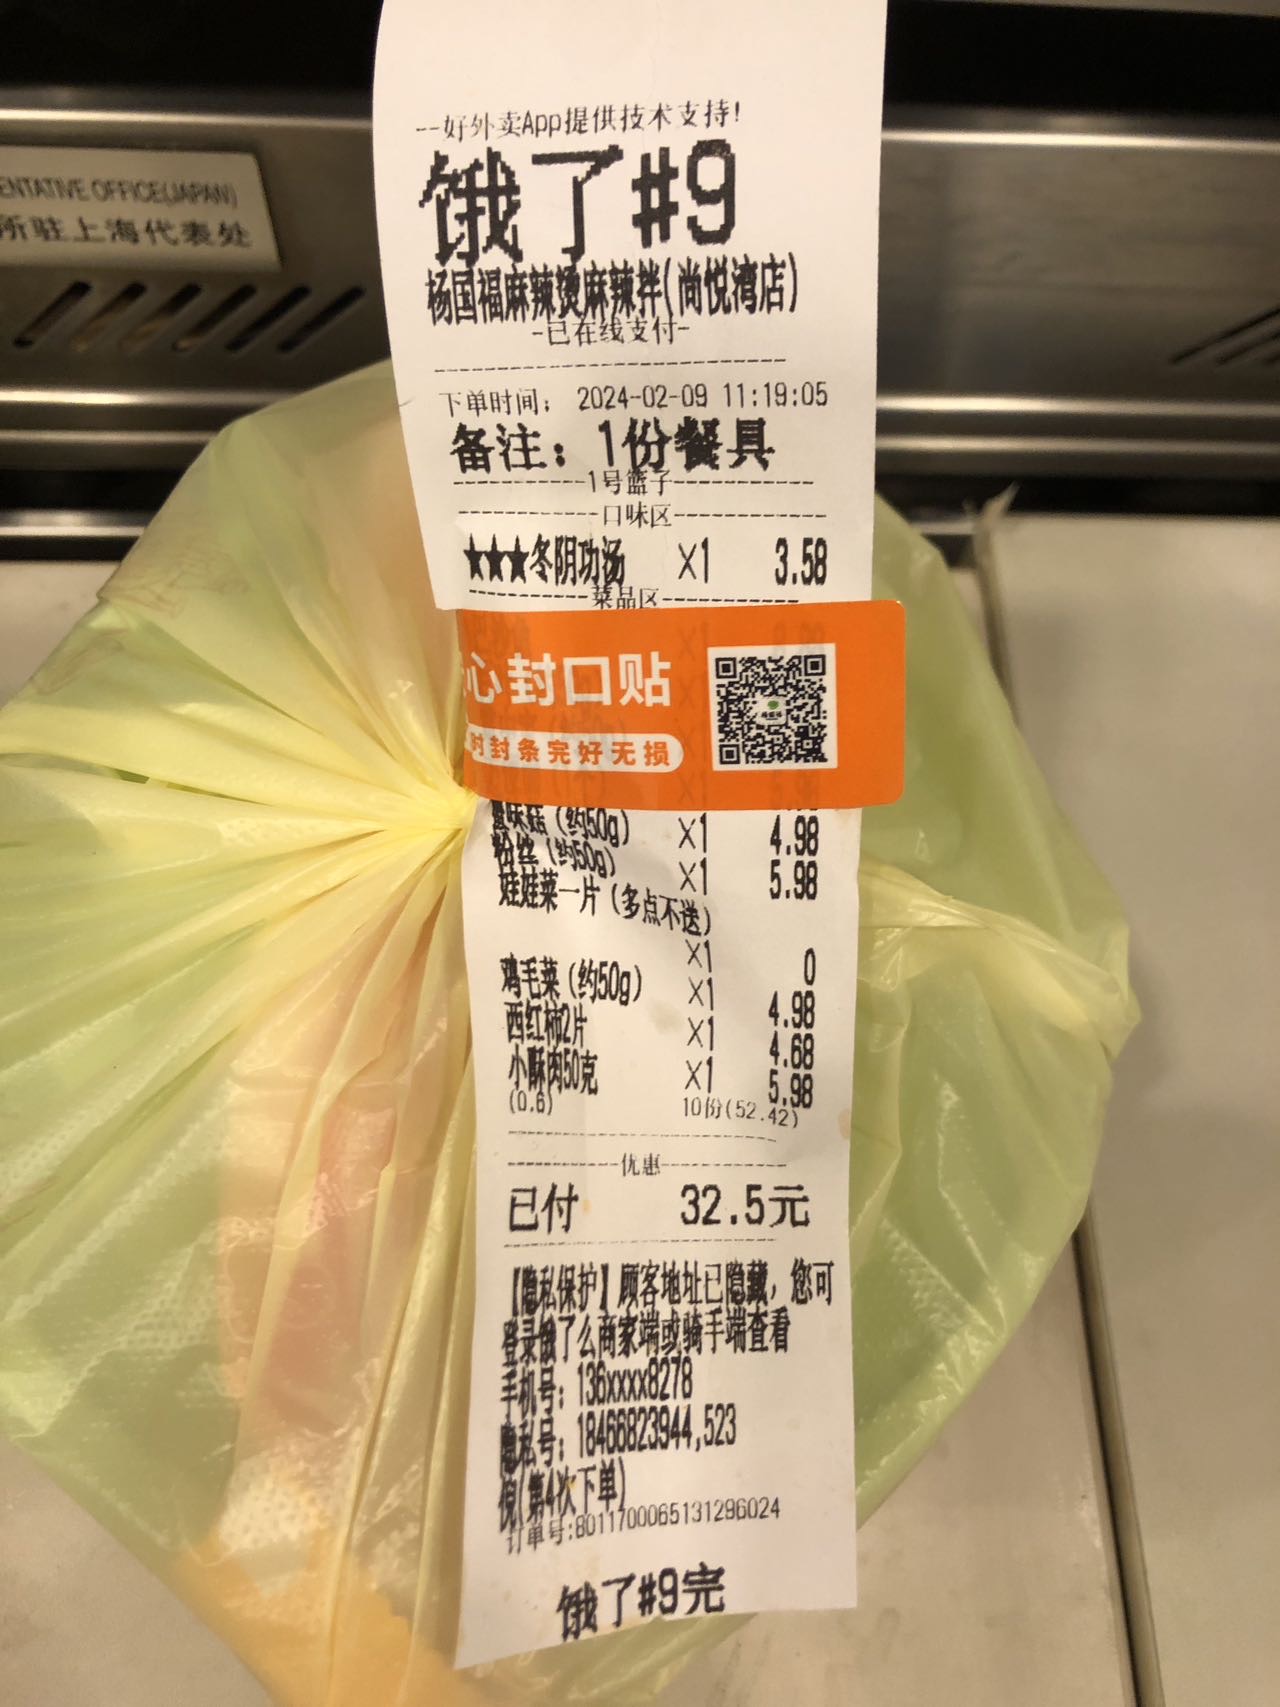 ENTATIVE OFFICE(JAPAN)
所驻上海代表处
--好外卖App提供技术支持!
饿了#9
杨国福麻辣烫麻辣拌(尚悦湾店)
-已在线支付-
下单时间: 2024-02-09 11:19:05
备注: 1份餐具
1号篮子
口味区
★★★冬阴功汤 X1 3.58
菜品区
心封口贴
时封条完好无损
蟹味菇(约50g) X1 4.98
粉丝(约50g) X1 5.98
娃娃菜一片(多点不送)
X1 0
鸡毛菜(约50g) X1 4.98
西红柿2片 X1 4.68
小酥肉50克 X1 5.98
(0.6) 10份(52.42)
优惠
已付 32.5元
【隐私保护】顾客地址已隐藏,您可
登录饿了么商家端或骑手端查看
手机号: 136xxxx8278
隐私号: 18466823944,523
倪(第4次下单)
订单号:8011700065131296024
饿了#9完